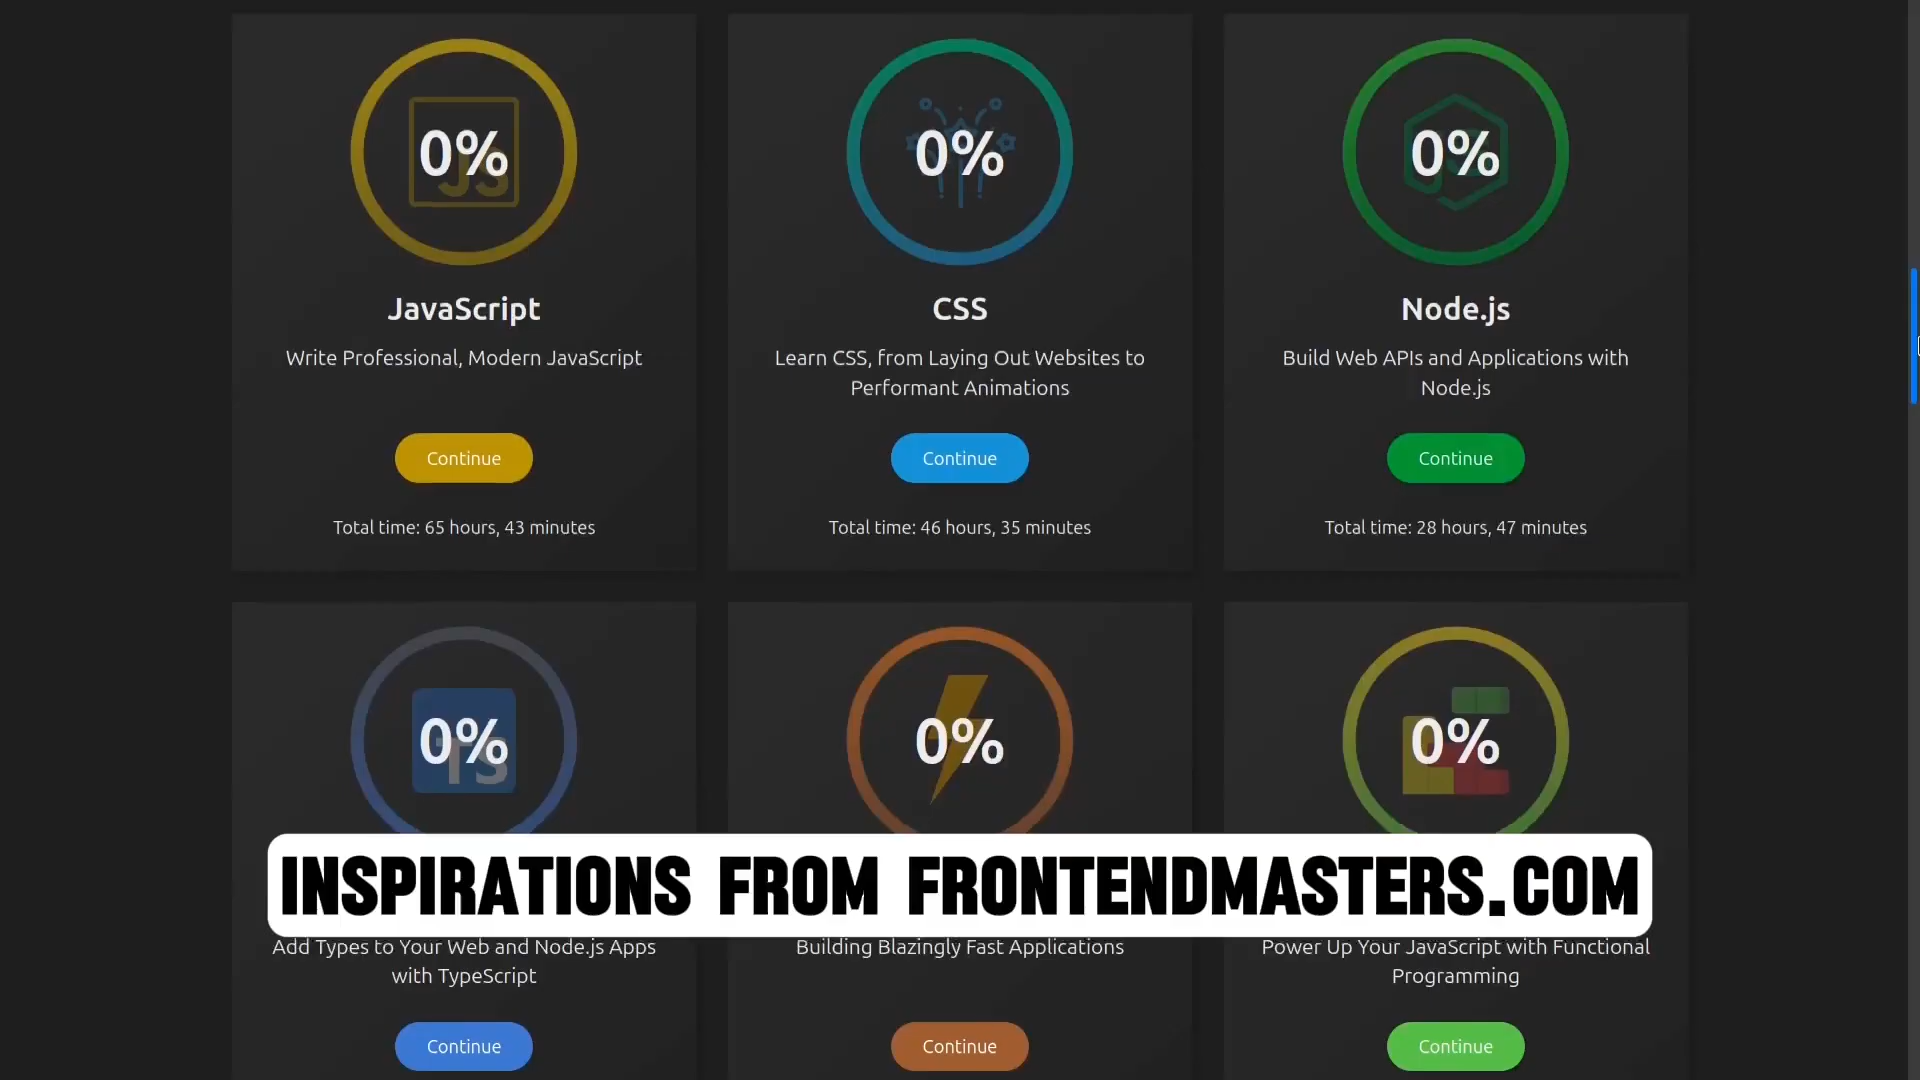 0%
JS
JavaScript
Write Professional, Modern JavaScript
Continue
Total time: 65 hours, 43 minutes
0%
CSS
Learn CSS, from Laying Out Websites to
Performant Animations
Continue
Total time: 46 hours, 35 minutes
0%
Node.js
Build Web APIs and Applications with
Node.js
Continue
Total time: 28 hours, 47 minutes
0%
TS
0%
0%
INSPIRATIONS FROM FRONTENDMASTERS.COM
Add Types to Your Web and Node.js Apps
with TypeScript
Continue
Building Blazingly Fast Applications
Continue
Power Up Your JavaScript with Functional
Programming
Continue